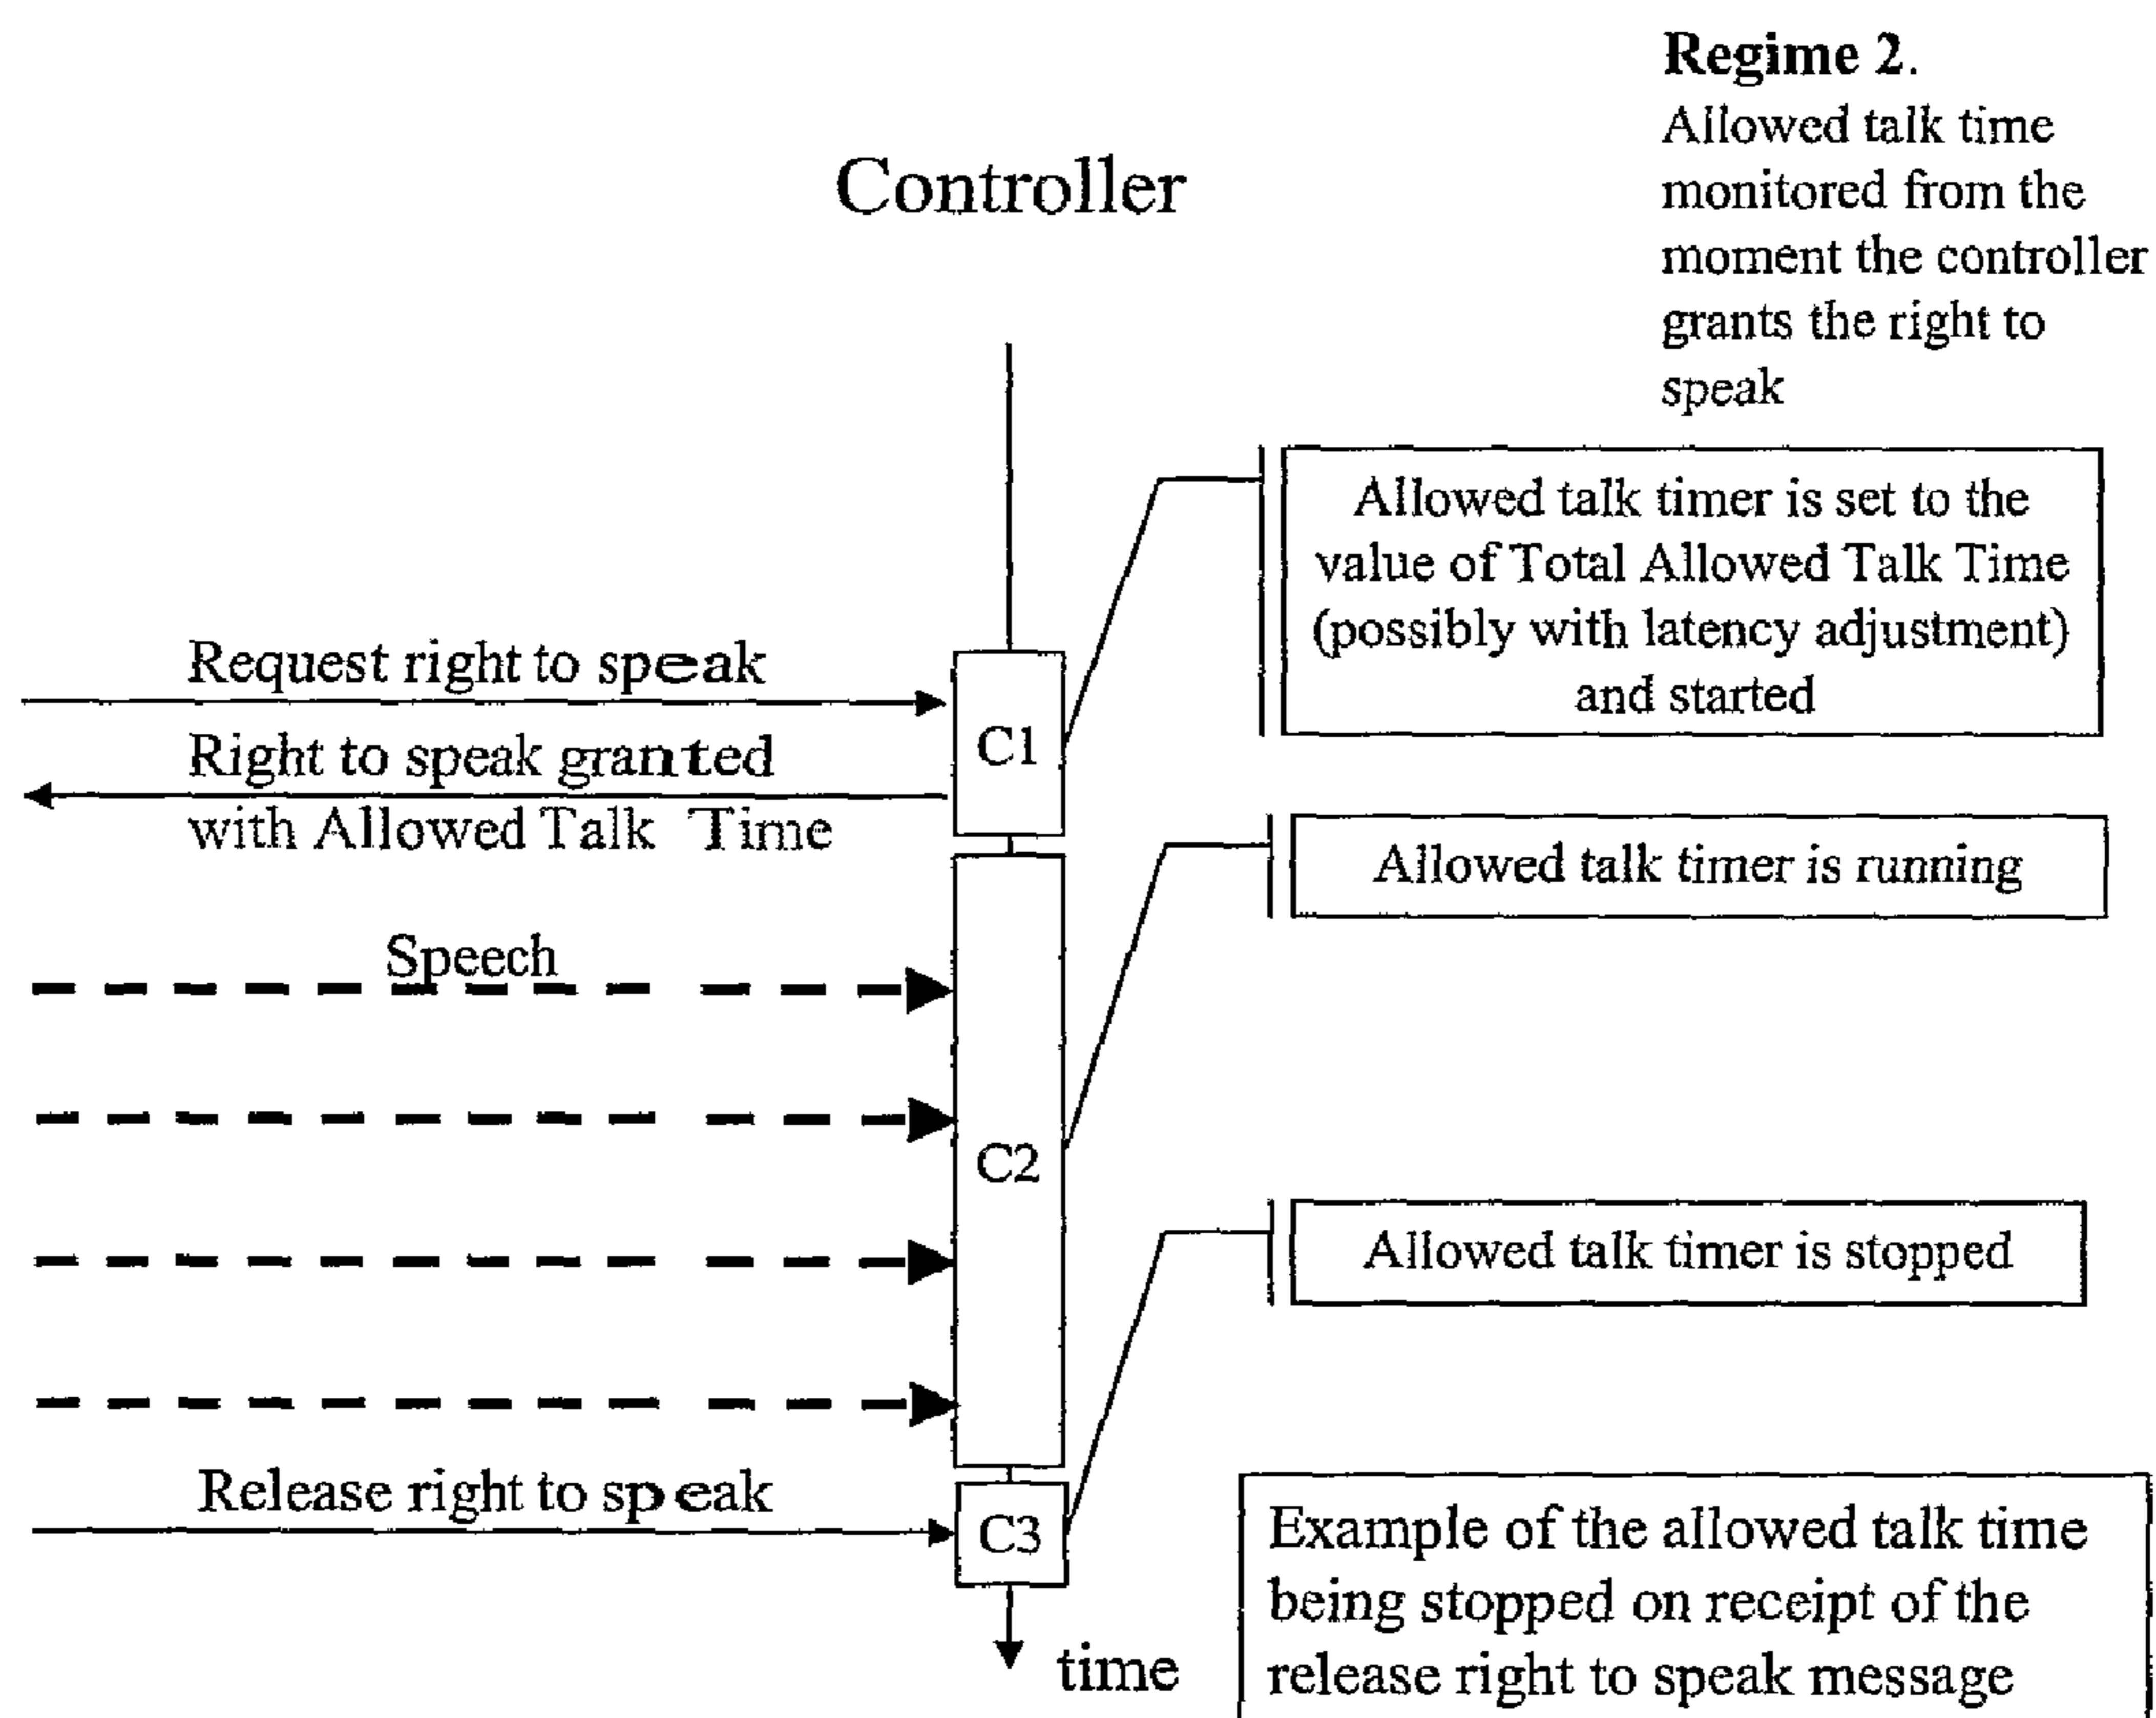 Regime 2.
Allowed talk time
monitored from the
moment the controller
grants the right to
speak
Controller
Allowed talk timer is set to the
value of Total Allowed Talk Time
(possibly with latency adjustment)
and started
Request right to speak
C1
Right to speak granted
with Allowed Talk Time
Allowed talk timer is running
Speech
C2
Allowed talk timer is stopped
Release right to speak
C3
Example of the allowed talk time
being stopped on receipt of the
release right to speak message
time